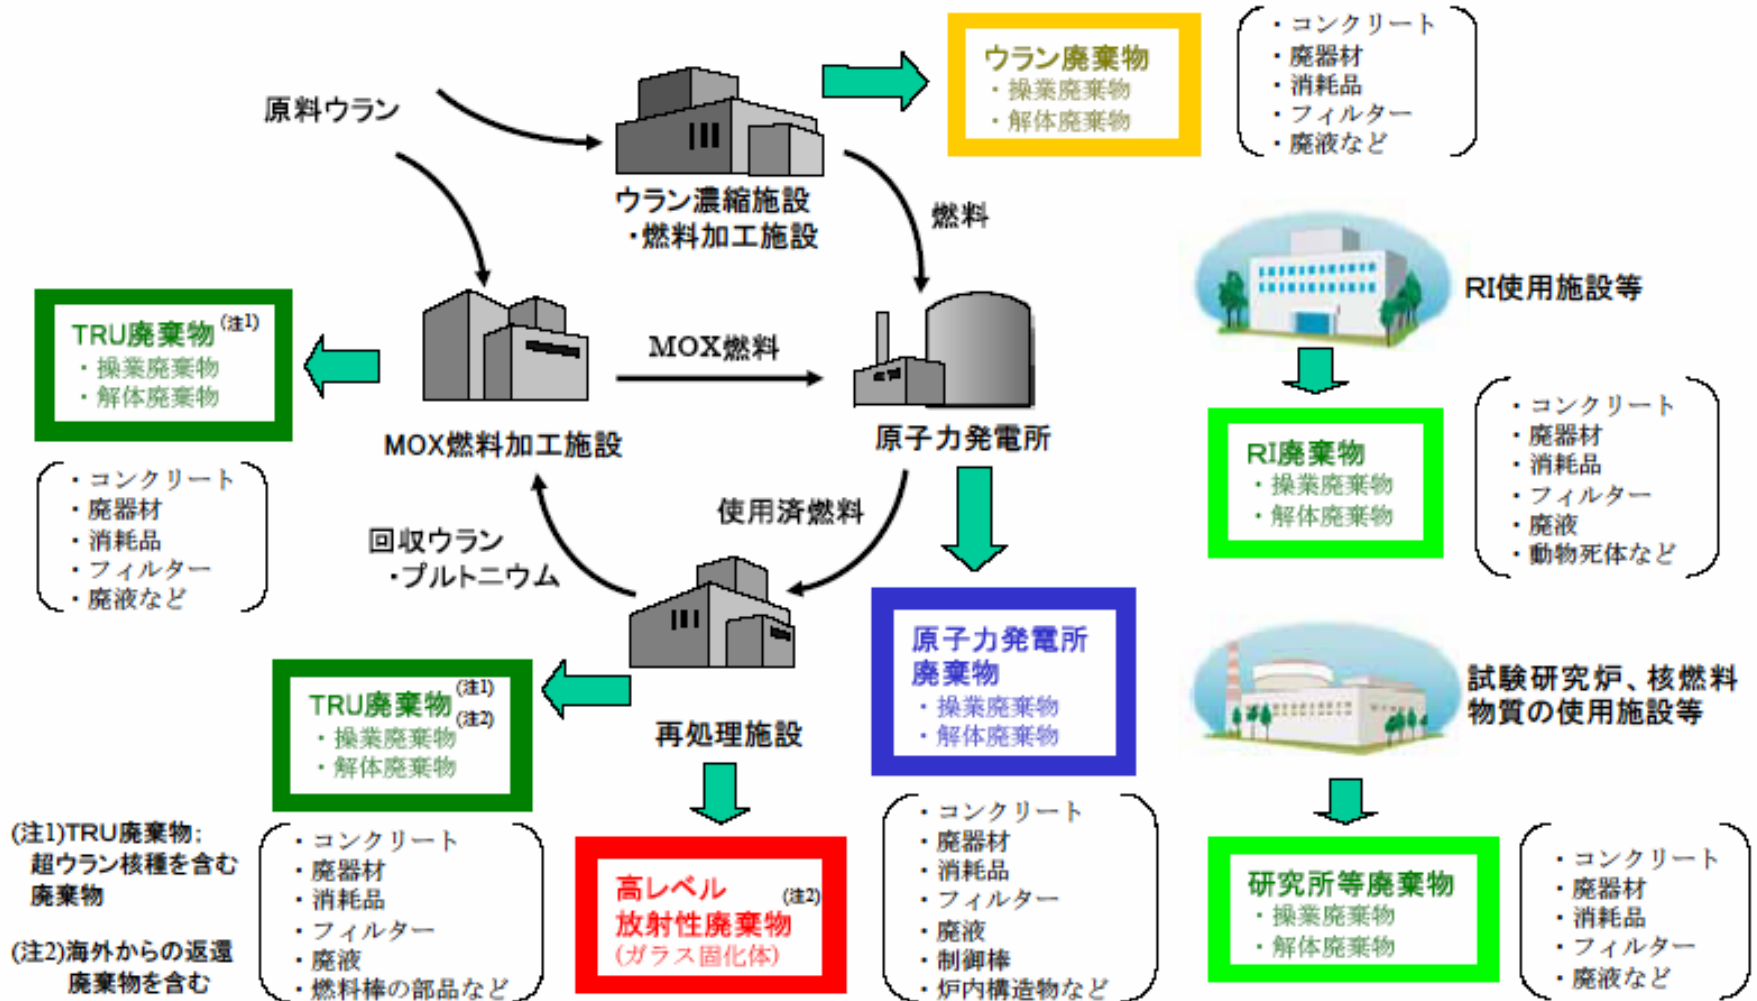 原料ウラン
ウラン濃縮施設
・燃料加工施設
ウラン廃棄物
・操業廃棄物
・解体廃棄物
・コンクリート
・廃器材
・消耗品
・フィルター
・廃液など
燃料
RI使用施設等
TRU廃棄物(注1)
・操業廃棄物
・解体廃棄物
・コンクリート
・廃器材
・消耗品
・フィルター
・廃液など
MOX燃料加工施設
MOX燃料
原子力発電所
RI廃棄物
・操業廃棄物
・解体廃棄物
・コンクリート
・廃器材
・消耗品
・フィルター
・廃液
・動物死体など
使用済燃料
回収ウラン
・プルトニウム
再処理施設
TRU廃棄物(注1)
(注2)
・操業廃棄物
・解体廃棄物
・コンクリート
・廃器材
・消耗品
・フィルター
・廃液
・燃料棒の部品など
高レベル
放射性廃棄物(注2)
(ガラス固化体)
原子力発電所
廃棄物
・操業廃棄物
・解体廃棄物
・コンクリート
・廃器材
・消耗品
・フィルター
・廃液
・制御棒
・炉内構造物など
試験研究炉、核燃料
物質の使用施設等
研究所等廃棄物
・操業廃棄物
・解体廃棄物
・コンクリート
・廃器材
・消耗品
・フィルター
・廃液など
(注1)TRU廃棄物:
超ウラン核種を含む
廃棄物
(注2)海外からの返還
廃棄物を含む